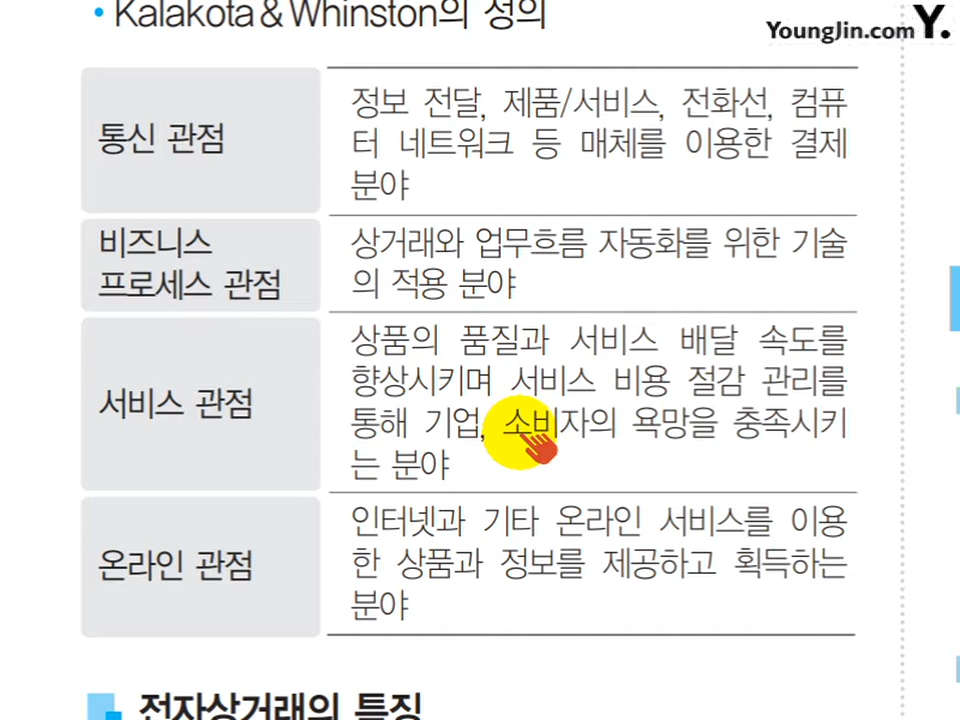 • Kalakota & Whinston의 정의
YoungJin.com Y.
통신 관점
정보 전달, 제품/서비스, 전화선, 컴퓨
터 네트워크 등 매체를 이용한 결제
분야
비즈니스
프로세스 관점
상거래와 업무흐름 자동화를 위한 기술
의 적용 분야
서비스 관점
상품의 품질과 서비스 배달 속도를
향상시키며 서비스 비용 절감 관리를
통해 기업, 소비자의 욕망을 충족시키
는 분야
온라인 관점
인터넷과 기타 온라인 서비스를 이용
한 상품과 정보를 제공하고 획득하는
분야
전자상거래의 특징